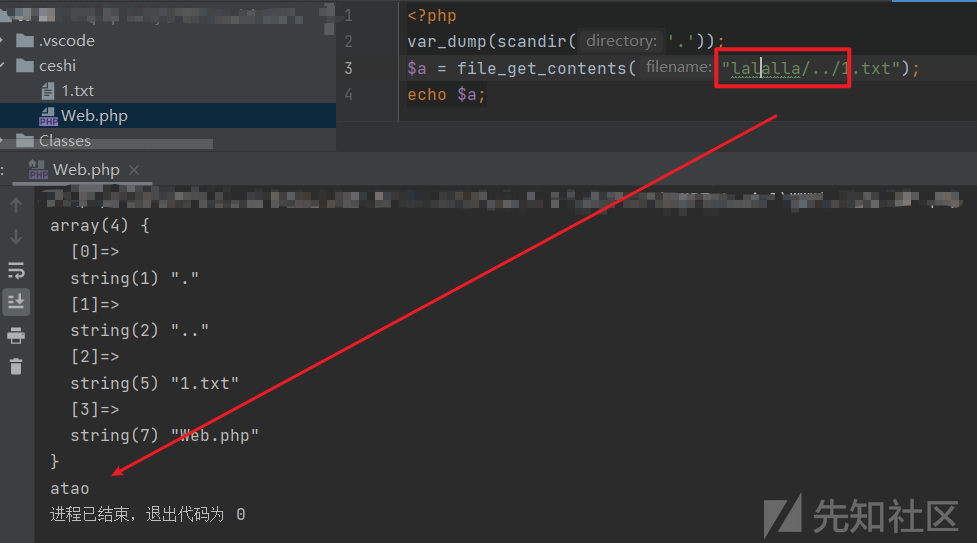 .vscode
ceshi
1.txt
Web.php
Classes
1 <?php
2 var_dump(scandir( directory: '.'));
3 $a = file_get_contents( filename: "lalalla/../1.txt");
4 echo $a;
: Web.php
array(4) {
[0]=>
string(1) "."
[1]=>
string(2) ".."
[2]=>
string(5) "1.txt"
[3]=>
string(7) "Web.php"
}
atao
进程已结束，退出代码为 0
先知社区